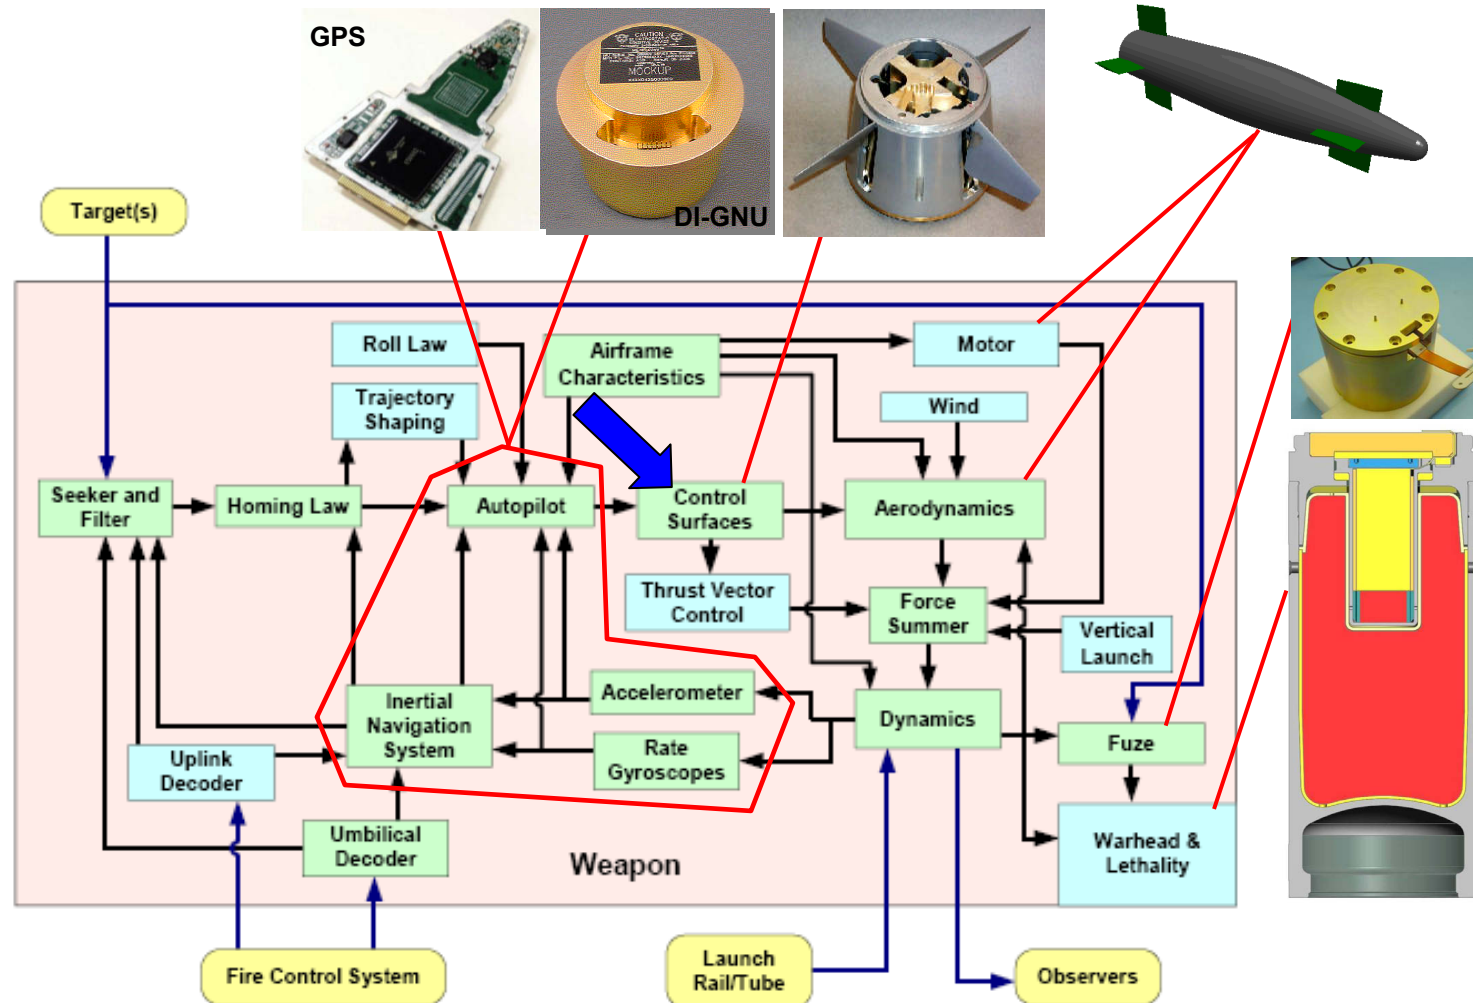 GPS
CAUTION
MOCKUP
DI-GNU
Target(s)
Roll Law
Airframe
Characteristics
Motor
Trajectory
Shaping
Wind
Seeker and
Filter
Homing Law
Autopilot
Control
Surfaces
Aerodynamics
Thrust Vector
Control
Force
Summer
Vertical
Launch
Inertial
Navigation
System
Accelerometer
Dynamics
Rate
Gyroscopes
Fuze
Uplink
Decoder
Umbilical
Decoder
Weapon
Warhead &
Lethality
Fire Control System
Launch
Rail/Tube
Observers